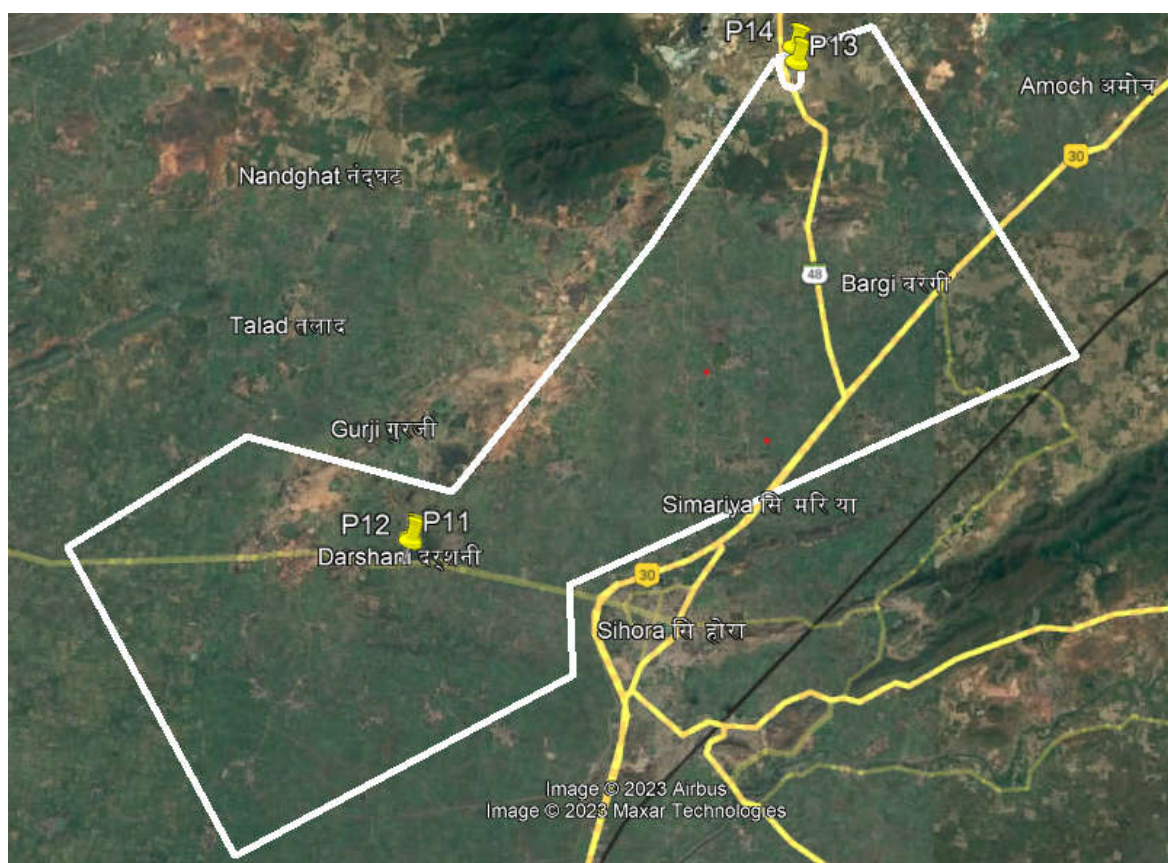 P14
P13
Amoch अमोच
30
Nandghat नंदघट
48
Bargi बरगी
Talad तलाद
Gurji गुरजी
Simariya सि मरि या
P12 P11
Darshani दर्शनी
30
Sihora सि होरा
Image © 2023 Airbus
Image © 2023 Maxar Technologies